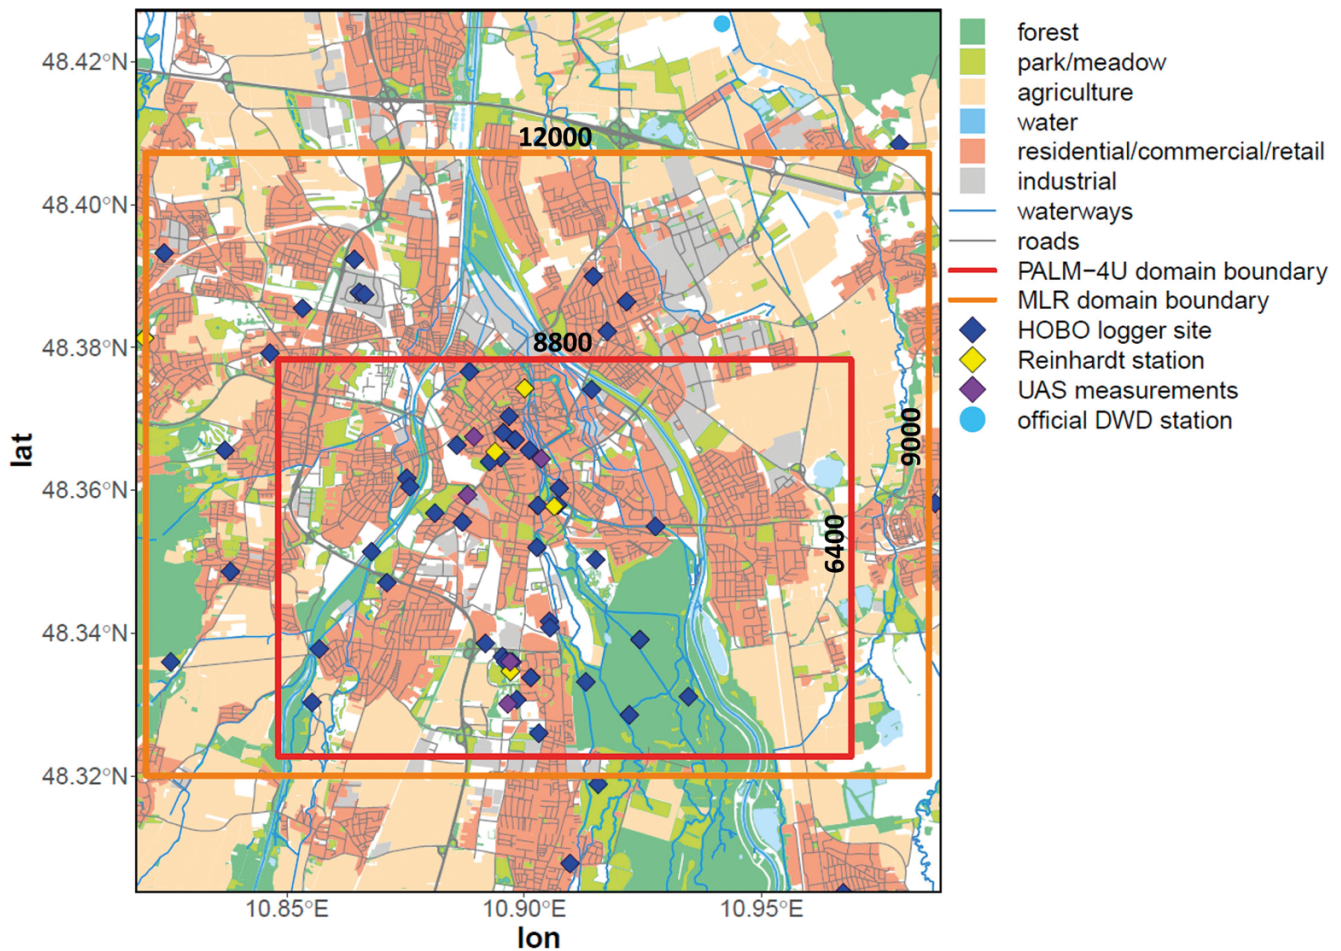 48.42°N
48.40°N
48.38°N
48.36°N
48.34°N
48.32°N
lat
12000
8800
9000
6400
10.85°E
10.90°E
10.95°E
lon
forest
park/meadow
agriculture
water
residential/commercial/retail
industrial
waterways
roads
PALM−4U domain boundary
MLR domain boundary
HOBO logger site
Reinhardt station
UAS measurements
official DWD station